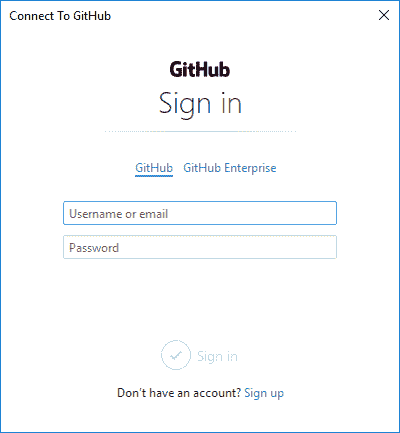 Connect To GitHub
GitHub
Sign in
GitHub GitHub Enterprise
Username or email
Password
Sign in
Don't have an account? Sign up